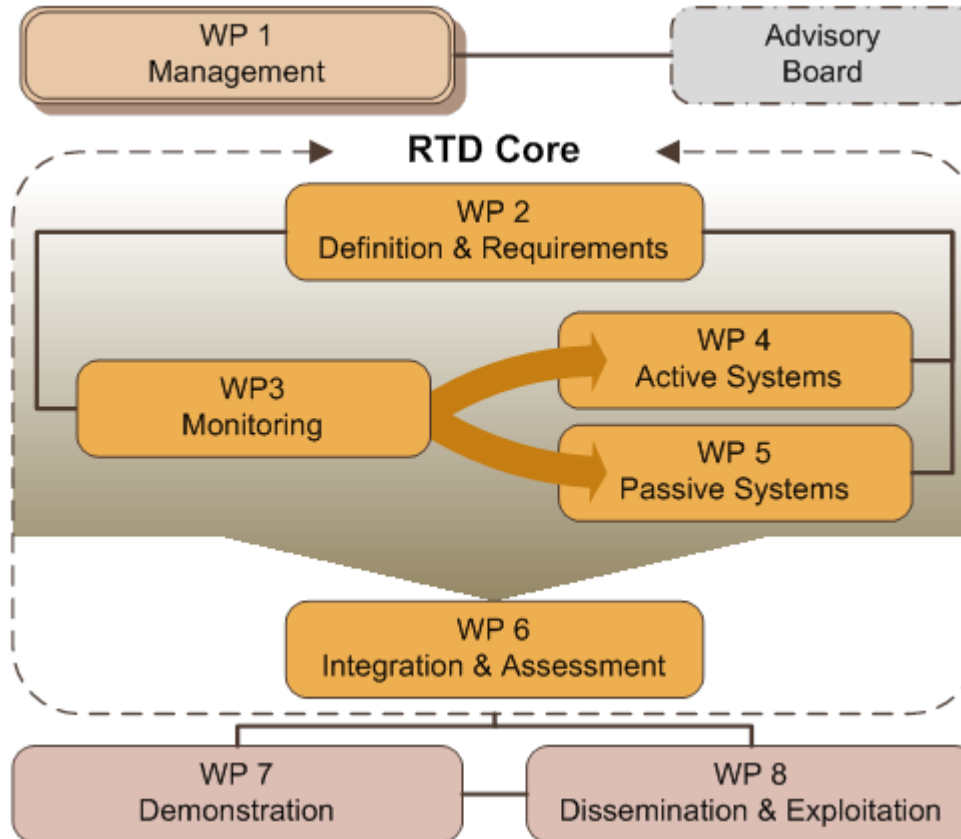 WP 1
Management
Advisory
Board
RTD Core
WP 2
Definition & Requirements
WP 4
Active Systems
WP3
Monitoring
WP 5
Passive Systems
WP 6
Integration & Assessment
WP 7
Demonstration
WP 8
Dissemination & Exploitation